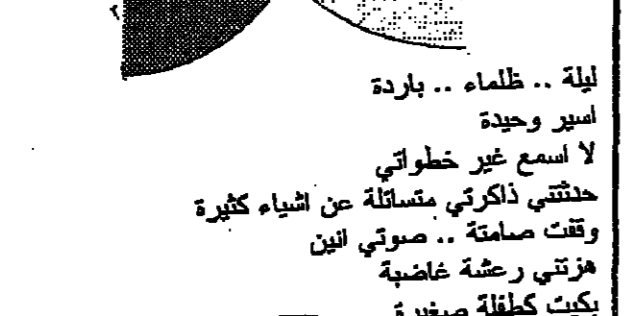 ٢
ليلة .. ظلماء .. باردة
اسير وحيدة
لا اسمع غير خطواتي
حدثتني ذاكرتي متسائلة عن اشياء كثيرة
وقفت صامتة .. صوتي انين
هزتني رعشة غاضبة
بكيت كطفلة صغيرة